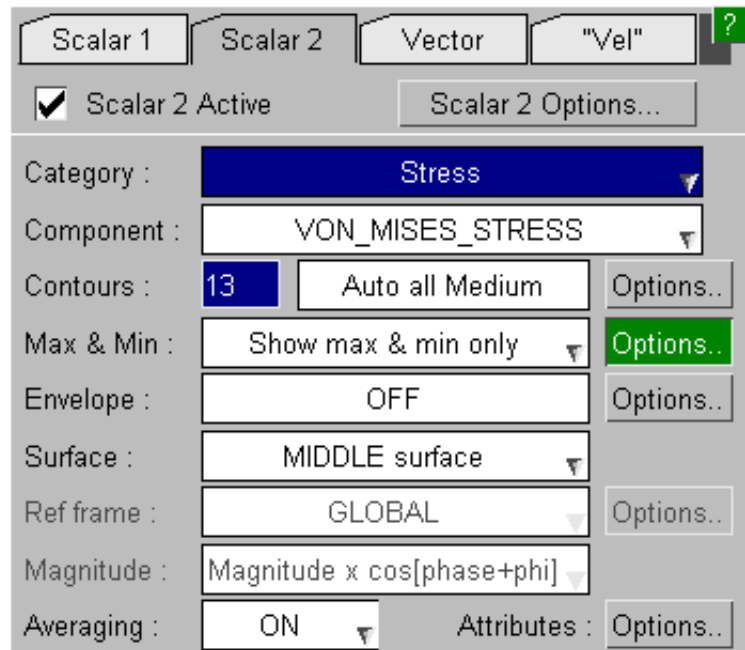 Scalar 1 Scalar 2 Vector "Vel" ?
Scalar 2 Active Scalar 2 Options...
Category : Stress
Component : VON_MISES_STRESS
Contours : 13 Auto all Medium Options..
Max & Min : Show max & min only Options..
Envelope : OFF Options..
Surface : MIDDLE surface
Ref frame : GLOBAL Options..
Magnitude : Magnitude x cos[phase+phi]
Averaging : ON Attributes : Options..